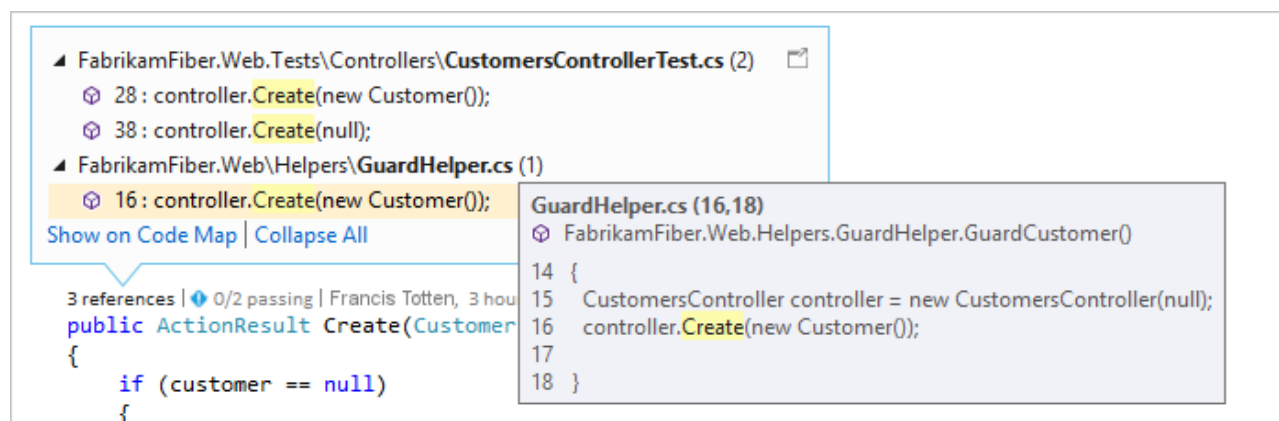 FabrikamFiber.Web.Tests\Controllers\CustomersControllerTest.cs (2)
28 : controller.Create(new Customer());
38 : controller.Create(null);
FabrikamFiber.Web\Helpers\GuardHelper.cs (1)
16 : controller.Create(new Customer());
Show on Code Map | Collapse All
GuardHelper.cs (16,18)
FabrikamFiber.Web.Helpers.GuardHelper.GuardCustomer()
14 {
15 CustomersController controller = new CustomersController(null);
16 controller.Create(new Customer());
17
18 }
3 references | 0/2 passing | Francis Totten, 3 hou
public ActionResult Create(Customer
{
if (customer == null)
{